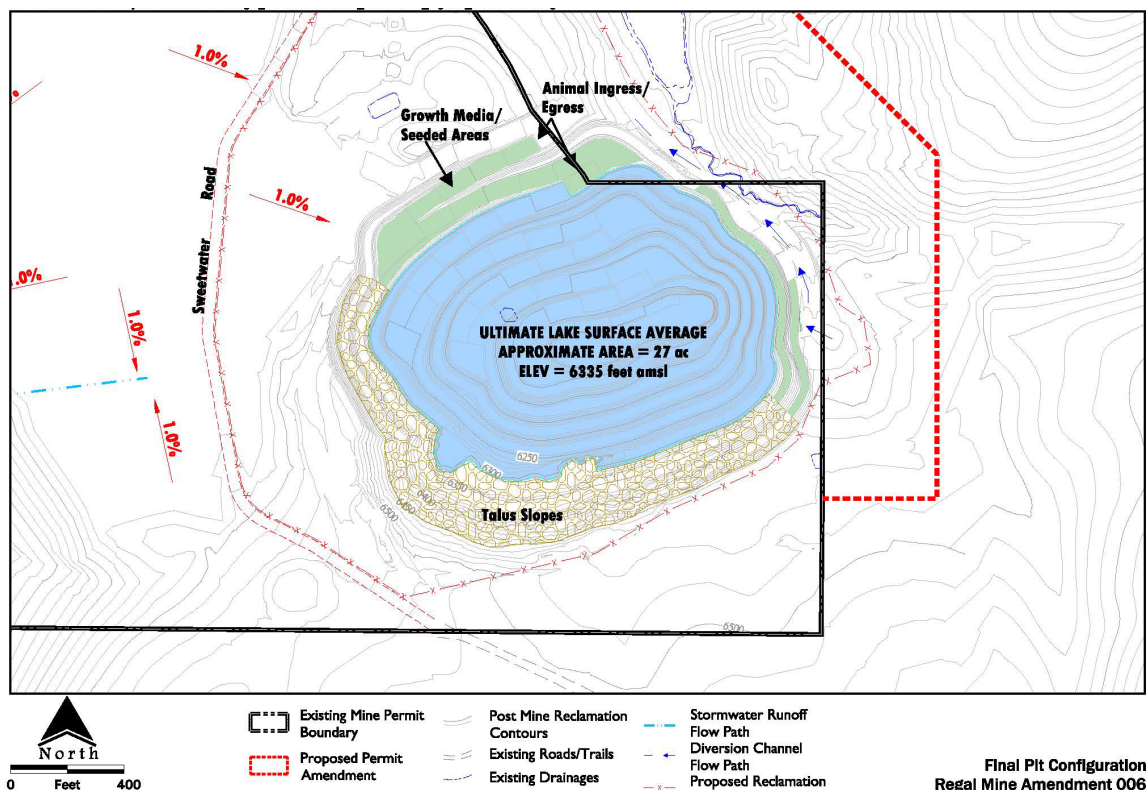 1.0%
Animal Ingress/
Egress
Growth Media/
Seeded Areas
1.0%
Sweetwater Road
.0%
1.0%
1.0%
ULTIMATE LAKE SURFACE AVERAGE
APPROXIMATE AREA = 27 ac
ELEV = 6335 feet amsl
6250
6300
6350
6400
6450
6500
Talus Slopes
6500
North
0 Feet 400
Existing Mine Permit
Boundary
Proposed Permit
Amendment
Post Mine Reclamation
Contours
Existing Roads/Trails
Existing Drainages
Stormwater Runoff
Flow Path
Diversion Channel
Flow Path
Proposed Reclamation
Final Pit Configuration
Regal Mine Amendment 006